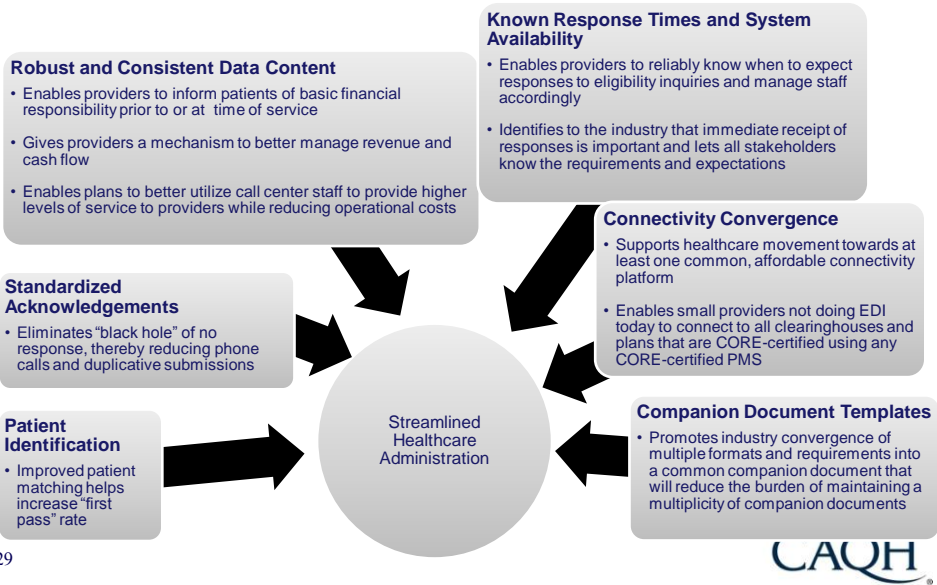 Known Response Times and System
Availability
• Enables providers to reliably know when to expect
responses to eligibility inquiries and manage staff
accordingly
• Identifies to the industry that immediate receipt of
responses is important and lets all stakeholders
know the requirements and expectations
Robust and Consistent Data Content
• Enables providers to inform patients of basic financial
responsibility prior to or at time of service
• Gives providers a mechanism to better manage revenue and
cash flow
• Enables plans to better utilize call center staff to provide higher
levels of service to providers while reducing operational costs
Connectivity Convergence
• Supports healthcare movement towards at
least one common, affordable connectivity
platform
• Enables small providers not doing EDI
today to connect to all clearinghouses and
plans that are CORE-certified using any
CORE-certified PMS
Standardized
Acknowledgements
• Eliminates “black hole” of no
response, thereby reducing phone
calls and duplicative submissions
Patient
Identification
• Improved patient
matching helps
increase “first
pass” rate
Streamlined
Healthcare
Administration
Companion Document Templates
• Promotes industry convergence of
multiple formats and requirements into
a common companion document that
will reduce the burden of maintaining a
multiplicity of companion documents
29
CAQH
®